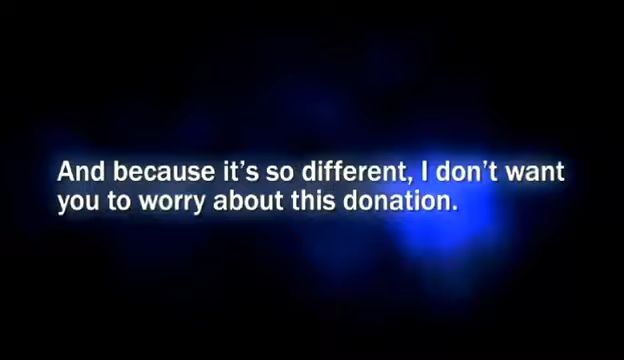 And because it’s so different, I don’t want
you to worry about this donation.